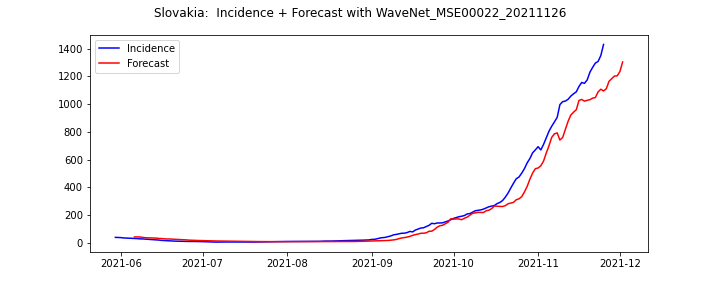 Slovakia:  Incidence + Forecast with WaveNet_MSE00022_20211126
Incidence
Forecast
1400
1200
1000
800
600
400
200
0
2021-06 2021-07 2021-08 2021-09 2021-10 2021-11 2021-12